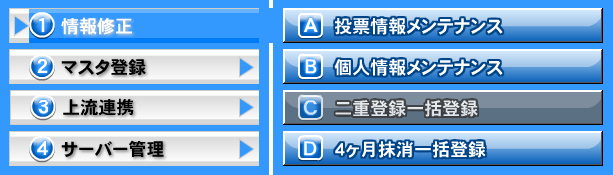 1 情報修正
2 マスタ登録
3 上流連携
4 サーバー管理
A 投票情報メンテナンス
B 個人情報メンテナンス
C 二重登録一括登録
D 4ヶ月抹消一括登録